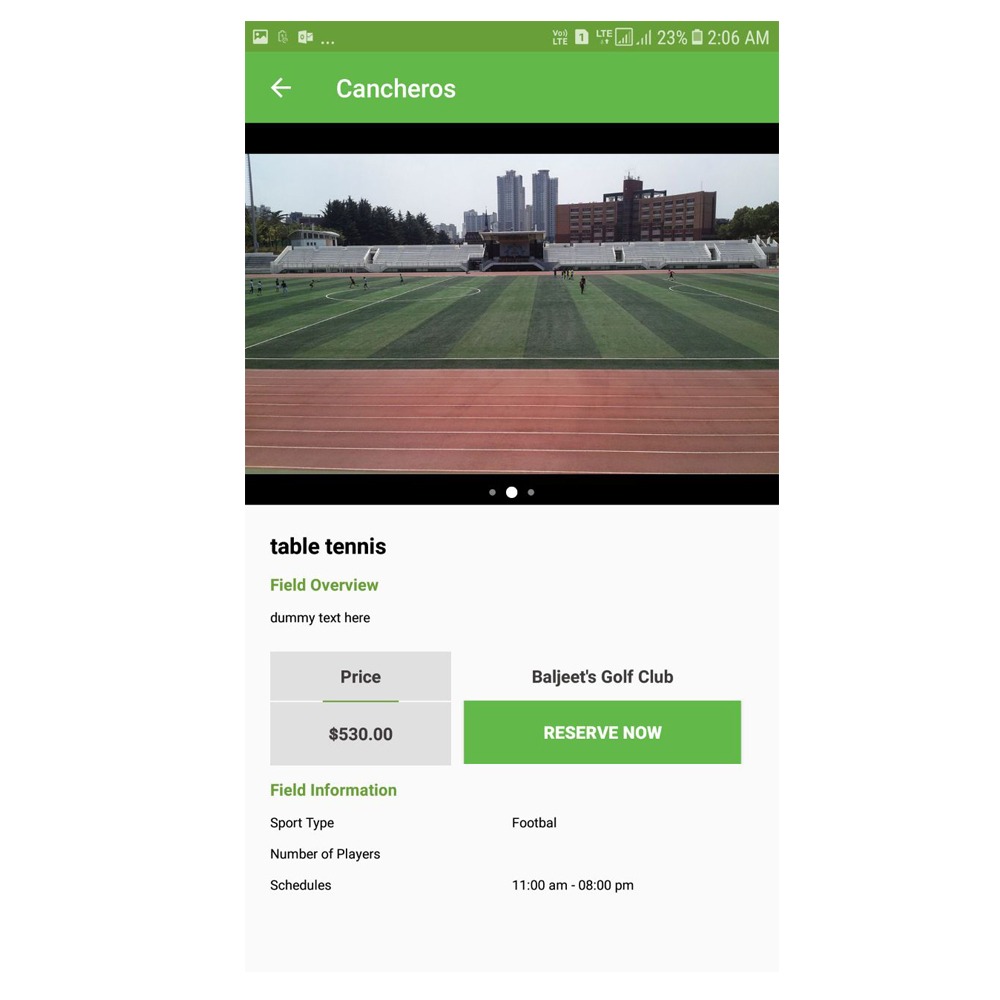 ... Vo) LTE 1 LTE 23% 2:06 AM
Cancheros
table tennis
Field Overview
dummy text here
Price
Baljeet's Golf Club
$530.00
RESERVE NOW
Field Information
Sport Type Footbal
Number of Players
Schedules 11:00 am - 08:00 pm